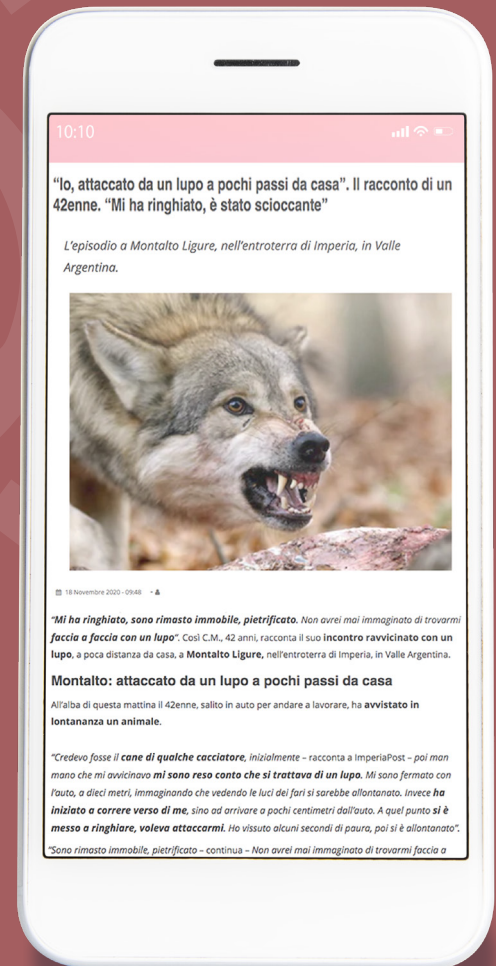 10:10
“Io, attaccato da un lupo a pochi passi da casa”. Il racconto di un
42enne. “Mi ha ringhiato, è stato scioccante”
L’episodio a Montalto Ligure, nell’entroterra di Imperia, in Valle
Argentina.
18 Novembre 2020 - 09:48
“Mi ha ringhiato, sono rimasto immobile, pietrificato. Non avrei mai immaginato di trovarmi
faccia a faccia con un lupo”. Così C.M., 42 anni, racconta il suo incontro ravvicinato con un
lupo, a poca distanza da casa, a Montalto Ligure, nell’entroterra di Imperia, in Valle Argentina.
Montalto: attaccato da un lupo a pochi passi da casa
All’alba di questa mattina il 42enne, salito in auto per andare a lavorare, ha avvistato in
lontananza un animale.
“Credevo fosse il cane di qualche cacciatore, inizialmente – racconta a ImperiaPost – poi man
mano che mi avvicinavo mi sono reso conto che si trattava di un lupo. Mi sono fermato con
l’auto, a dieci metri, immaginando che vedendo le luci dei fari si sarebbe allontanato. Invece ha
iniziato a correre verso di me, sino ad arrivare a pochi centimetri dall’auto. A quel punto si è
messo a ringhiare, voleva attaccarmi. Ho vissuto alcuni secondi di paura, poi si è allontanato”.
“Sono rimasto immobile, pietrificato – continua – Non avrei mai immaginato di trovarmi faccia a